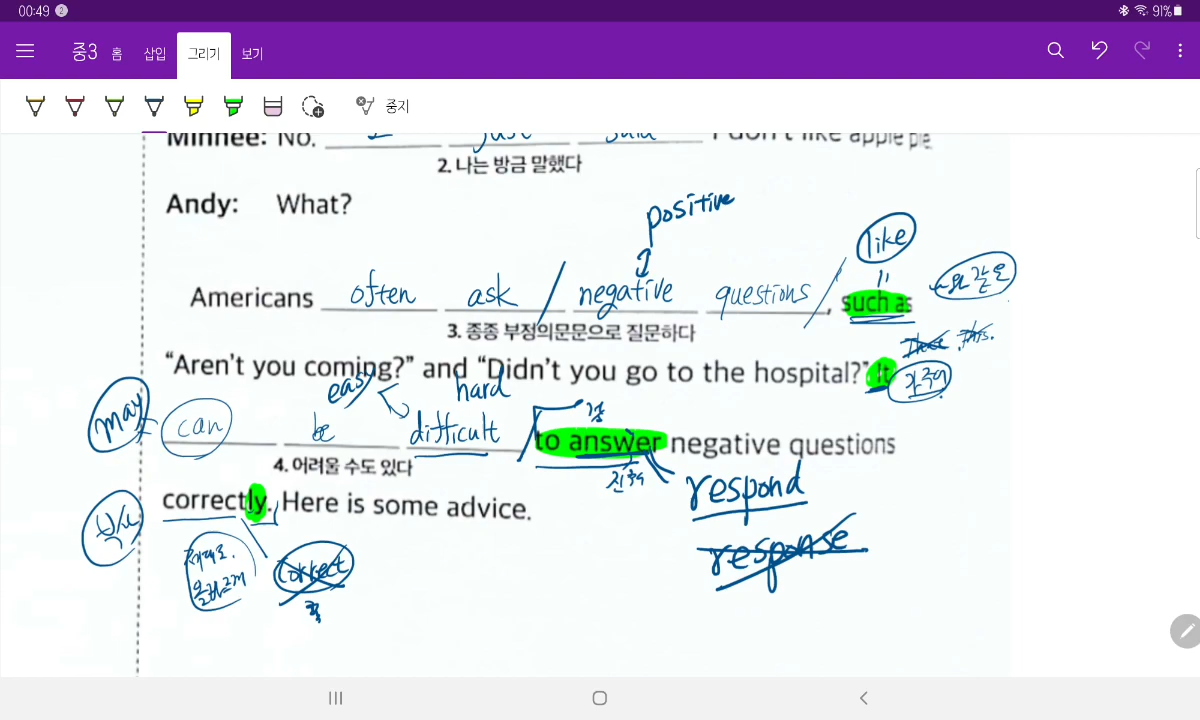 00:49 2 91%
중3 홈 삽입 그리기 보기
중지
Minnee: No. I just said I don't like apple pie
2. 나는 방금 말했다
Andy: What?
positive
like
Americans often ask / negative questions /, such as
3. 종종 부정의문문으로 질문하다
These This.
"Aren't you coming?" and "Didn't you go to the hospital?" It 가주어
easy hard
may can be difficult to answer negative questions
4. 어려울 수도 있다
진주어
respond
부사 correctly. Here is some advice.
response
제대로.
올바르게
correct